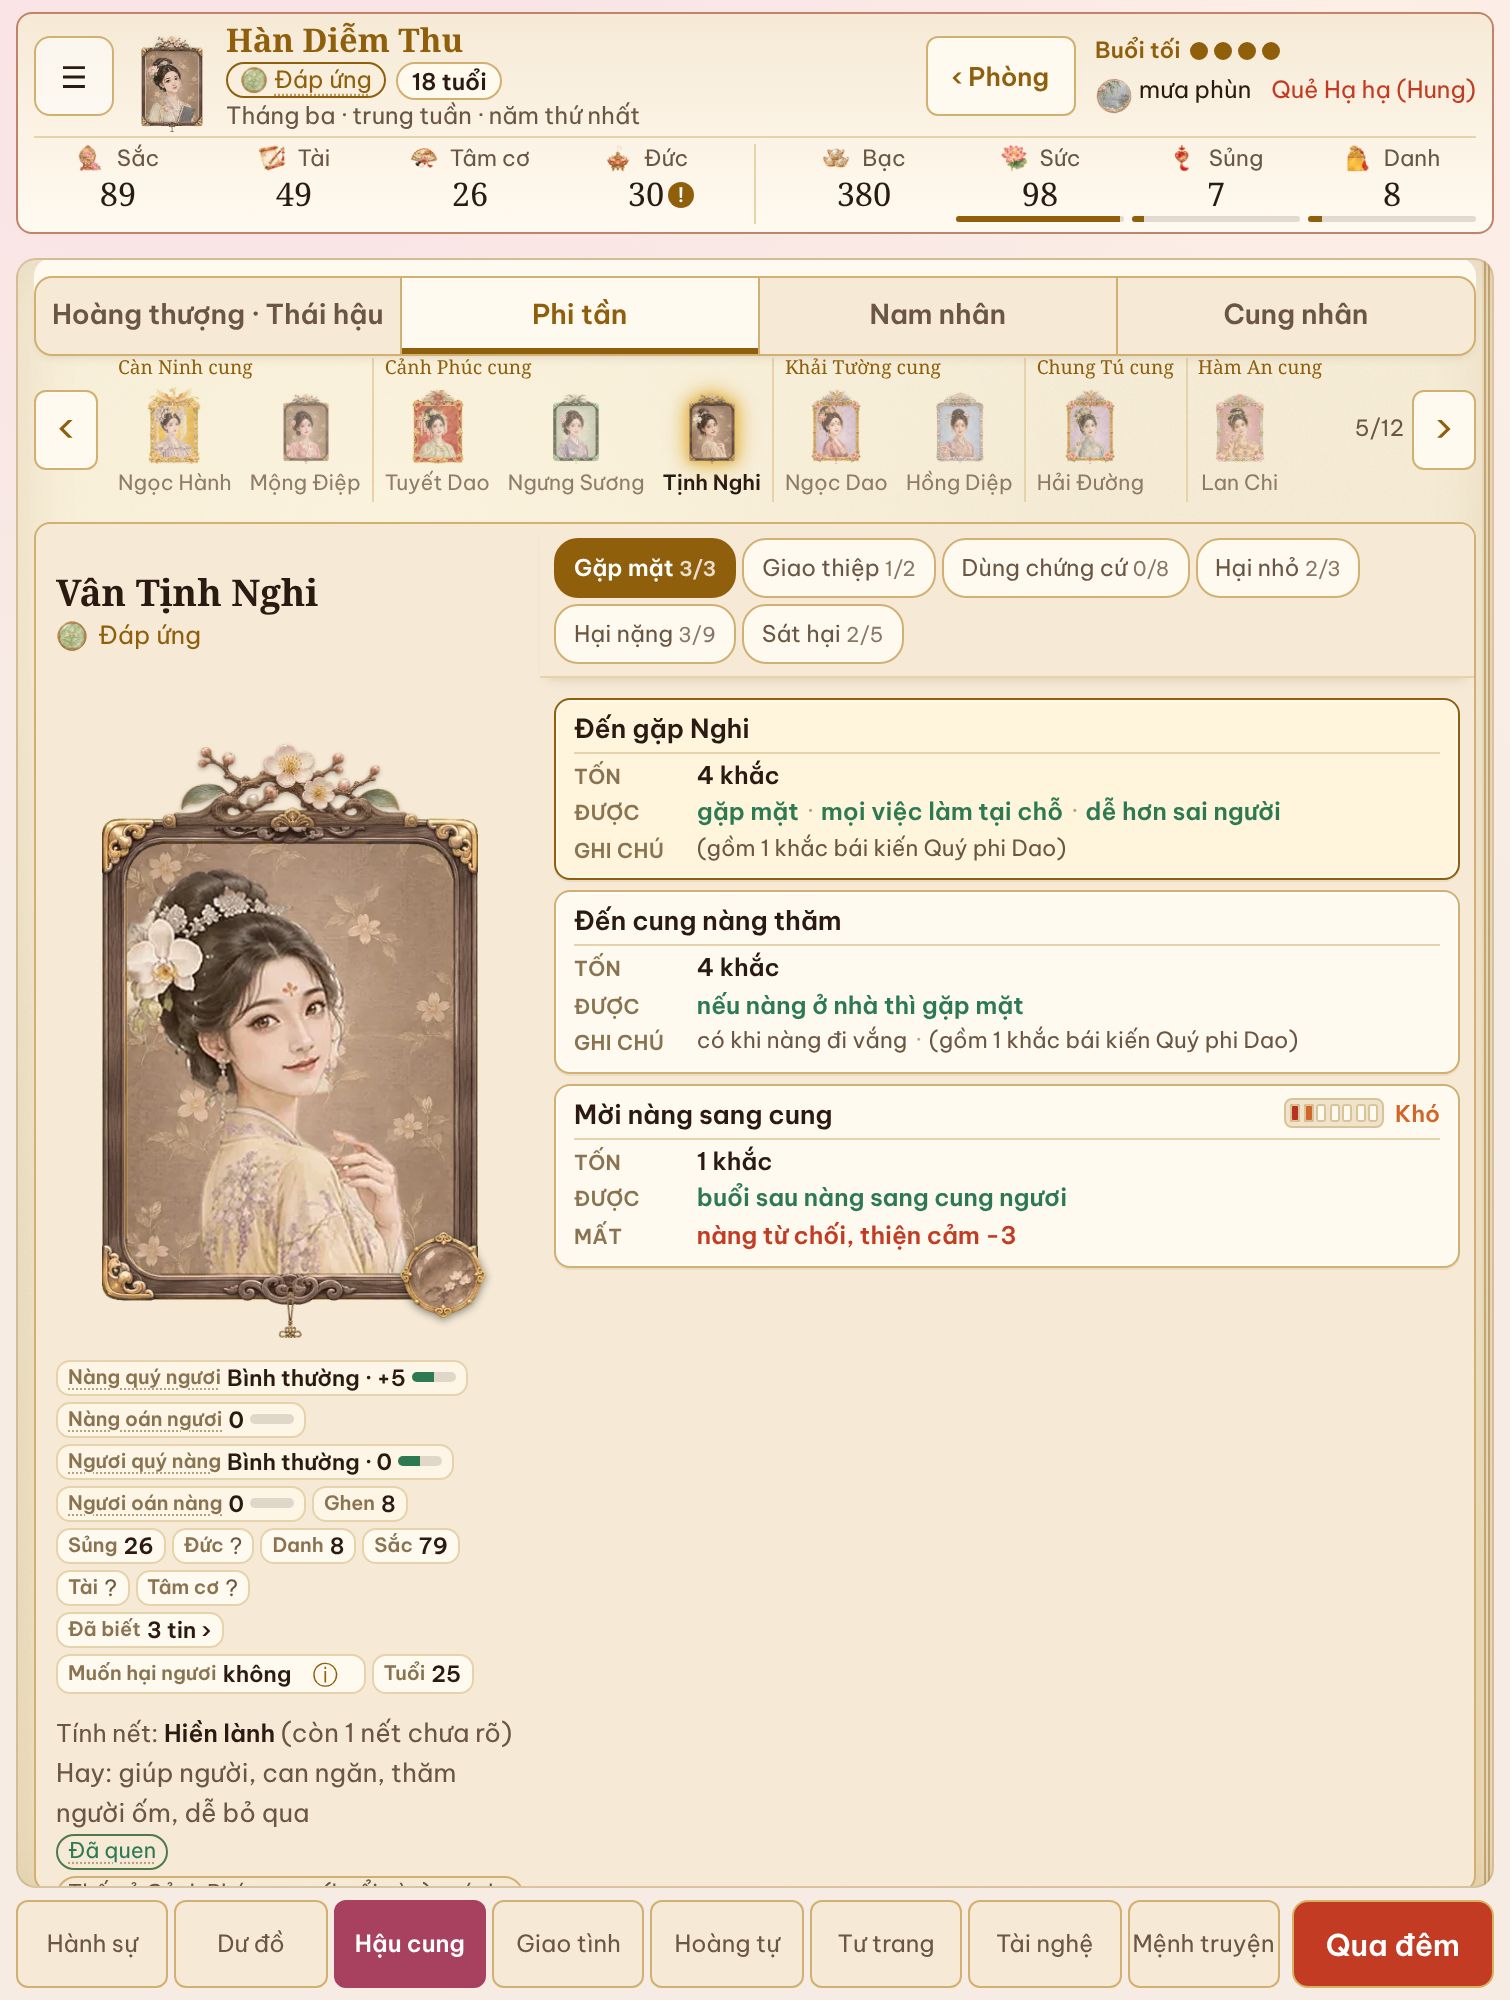 ☰
Hàn Diễm Thu
Đáp ứng
18 tuổi
Tháng ba · trung tuần · năm thứ nhất
‹ Phòng
Buổi tối
mưa phùn Quẻ Hạ hạ (Hung)
Sắc Tài Tâm cơ Đức Bạc Sức Sủng Danh
89 49 26 30 ! 380 98 7 8
Hoàng thượng · Thái hậu
Phi tần
Nam nhân
Cung nhân
Càn Ninh cung Cảnh Phúc cung Khải Tường cung Chung Tú cung Hàm An cung
‹
5/12 ›
Ngọc Hành Mộng Điệp Tuyết Dao Ngưng Sương Tịnh Nghi Ngọc Dao Hồng Diệp Hải Đường Lan Chi
Vân Tịnh Nghi
Đáp ứng
Nàng quý ngươi Bình thường · +5
Nàng oán ngươi 0
Ngươi quý nàng Bình thường · 0
Ngươi oán nàng 0 Ghen 8
Sủng 26 Đức ? Danh 8 Sắc 79
Tài ? Tâm cơ ?
Đã biết 3 tin ›
Muốn hại ngươi không ⓘ Tuổi 25
Tính nết: Hiền lành (còn 1 nết chưa rõ)
Hay: giúp người, can ngăn, thăm
người ốm, dễ bỏ qua
Đã quen
Gặp mặt 3/3 Giao thiệp 1/2 Dùng chứng cứ 0/8 Hại nhỏ 2/3
Hại nặng 3/9 Sát hại 2/5
Đến gặp Nghi
TỐN 4 khắc
ĐƯỢC gặp mặt · mọi việc làm tại chỗ · dễ hơn sai người
GHI CHÚ (gồm 1 khắc bái kiến Quý phi Dao)
Đến cung nàng thăm
TỐN 4 khắc
ĐƯỢC nếu nàng ở nhà thì gặp mặt
GHI CHÚ có khi nàng đi vắng · (gồm 1 khắc bái kiến Quý phi Dao)
Mời nàng sang cung Khó
TỐN 1 khắc
ĐƯỢC buổi sau nàng sang cung ngươi
MẤT nàng từ chối, thiện cảm -3
Hành sự
Dư đồ
Hậu cung
Giao tình
Hoàng tự
Tư trang
Tài nghệ
Mệnh truyện
Qua đêm